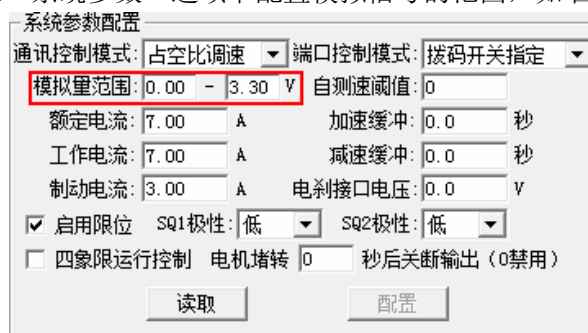 系统参数配置
通讯控制模式: 占空比调速 端口控制模式: 拨码开关指定
模拟量范围: 0.00 - 3.30 V 自测速阈值: 0
额定电流: 7.00 A 加速缓冲: 0.0 秒
工作电流: 7.00 A 减速缓冲: 0.0 秒
制动电流: 3.00 A 电刹接口电压: 0.0 V
启用限位 SQ1极性: 低 SQ2极性: 低
四象限运行控制 电机堵转 0 秒后关断输出（0禁用）
读取 配置